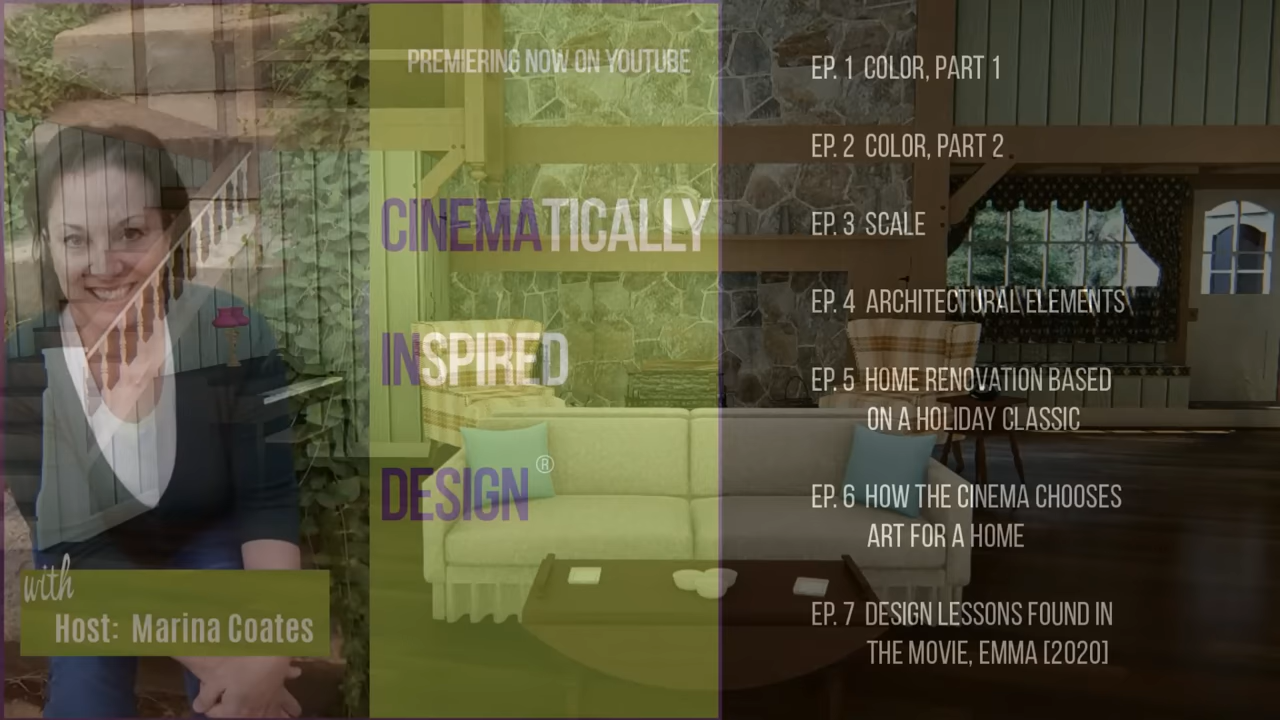 PREMIERING NOW ON YOUTUBE
CINEMATICALLY
INSPIRED
DESIGN®
with
Host: Marina Coates
EP. 1 COLOR, PART 1
EP. 2 COLOR, PART 2
EP. 3 SCALE
EP. 4 ARCHITECTURAL ELEMENTS
EP. 5 HOME RENOVATION BASED
ON A HOLIDAY CLASSIC
EP. 6 HOW THE CINEMA CHOOSES
ART FOR A HOME
EP. 7 DESIGN LESSONS FOUND IN
THE MOVIE, EMMA [2020]